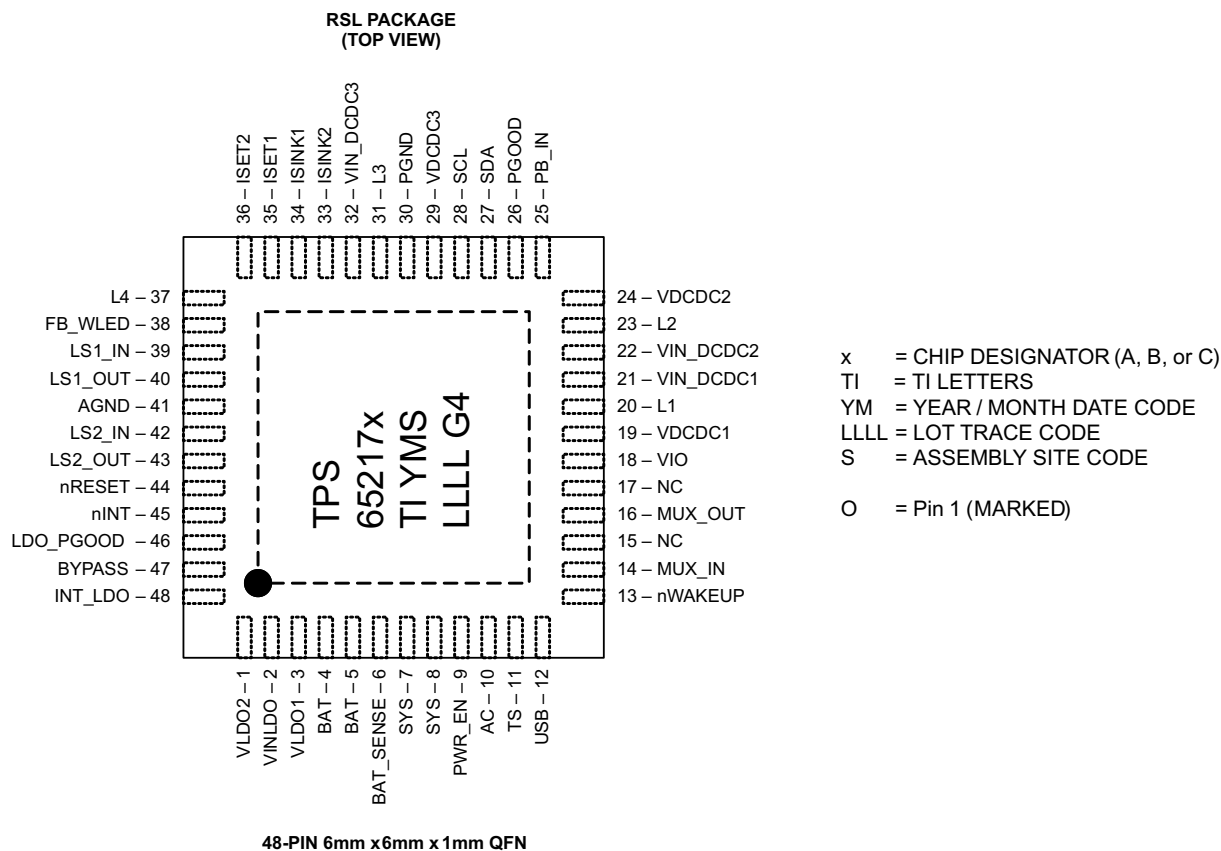 RSL PACKAGE
(TOP VIEW)
36 – ISET2
35 – ISET1
34 – ISINK1
33 – ISINK2
32 – VIN_DCDC3
31 – L3
30 – PGND
29 – VDCDC3
28 – SCL
27 – SDA
26 – PGOOD
25 – PB_IN
L4 – 37
FB_WLED – 38
LS1_IN – 39
LS1_OUT – 40
AGND – 41
LS2_IN – 42
LS2_OUT – 43
nRESET – 44
nINT – 45
LDO_PGOOD – 46
BYPASS – 47
INT_LDO – 48
TPS
65217x
TI YMS
LLLL G4
24 – VDCDC2
23 – L2
22 – VIN_DCDC2
21 – VIN_DCDC1
20 – L1
19 – VDCDC1
18 – VIO
17 – NC
16 – MUX_OUT
15 – NC
14 – MUX_IN
13 – nWAKEUP
x = CHIP DESIGNATOR (A, B, or C)
TI = TI LETTERS
YM = YEAR / MONTH DATE CODE
LLLL = LOT TRACE CODE
S = ASSEMBLY SITE CODE
O = Pin 1 (MARKED)
VLDO2 – 1
VINLDO – 2
VLDO1 – 3
BAT – 4
BAT – 5
BAT_SENSE – 6
SYS – 7
SYS – 8
PWR_EN – 9
AC – 10
TS – 11
USB – 12
48-PIN 6mm x 6mm x 1mm QFN